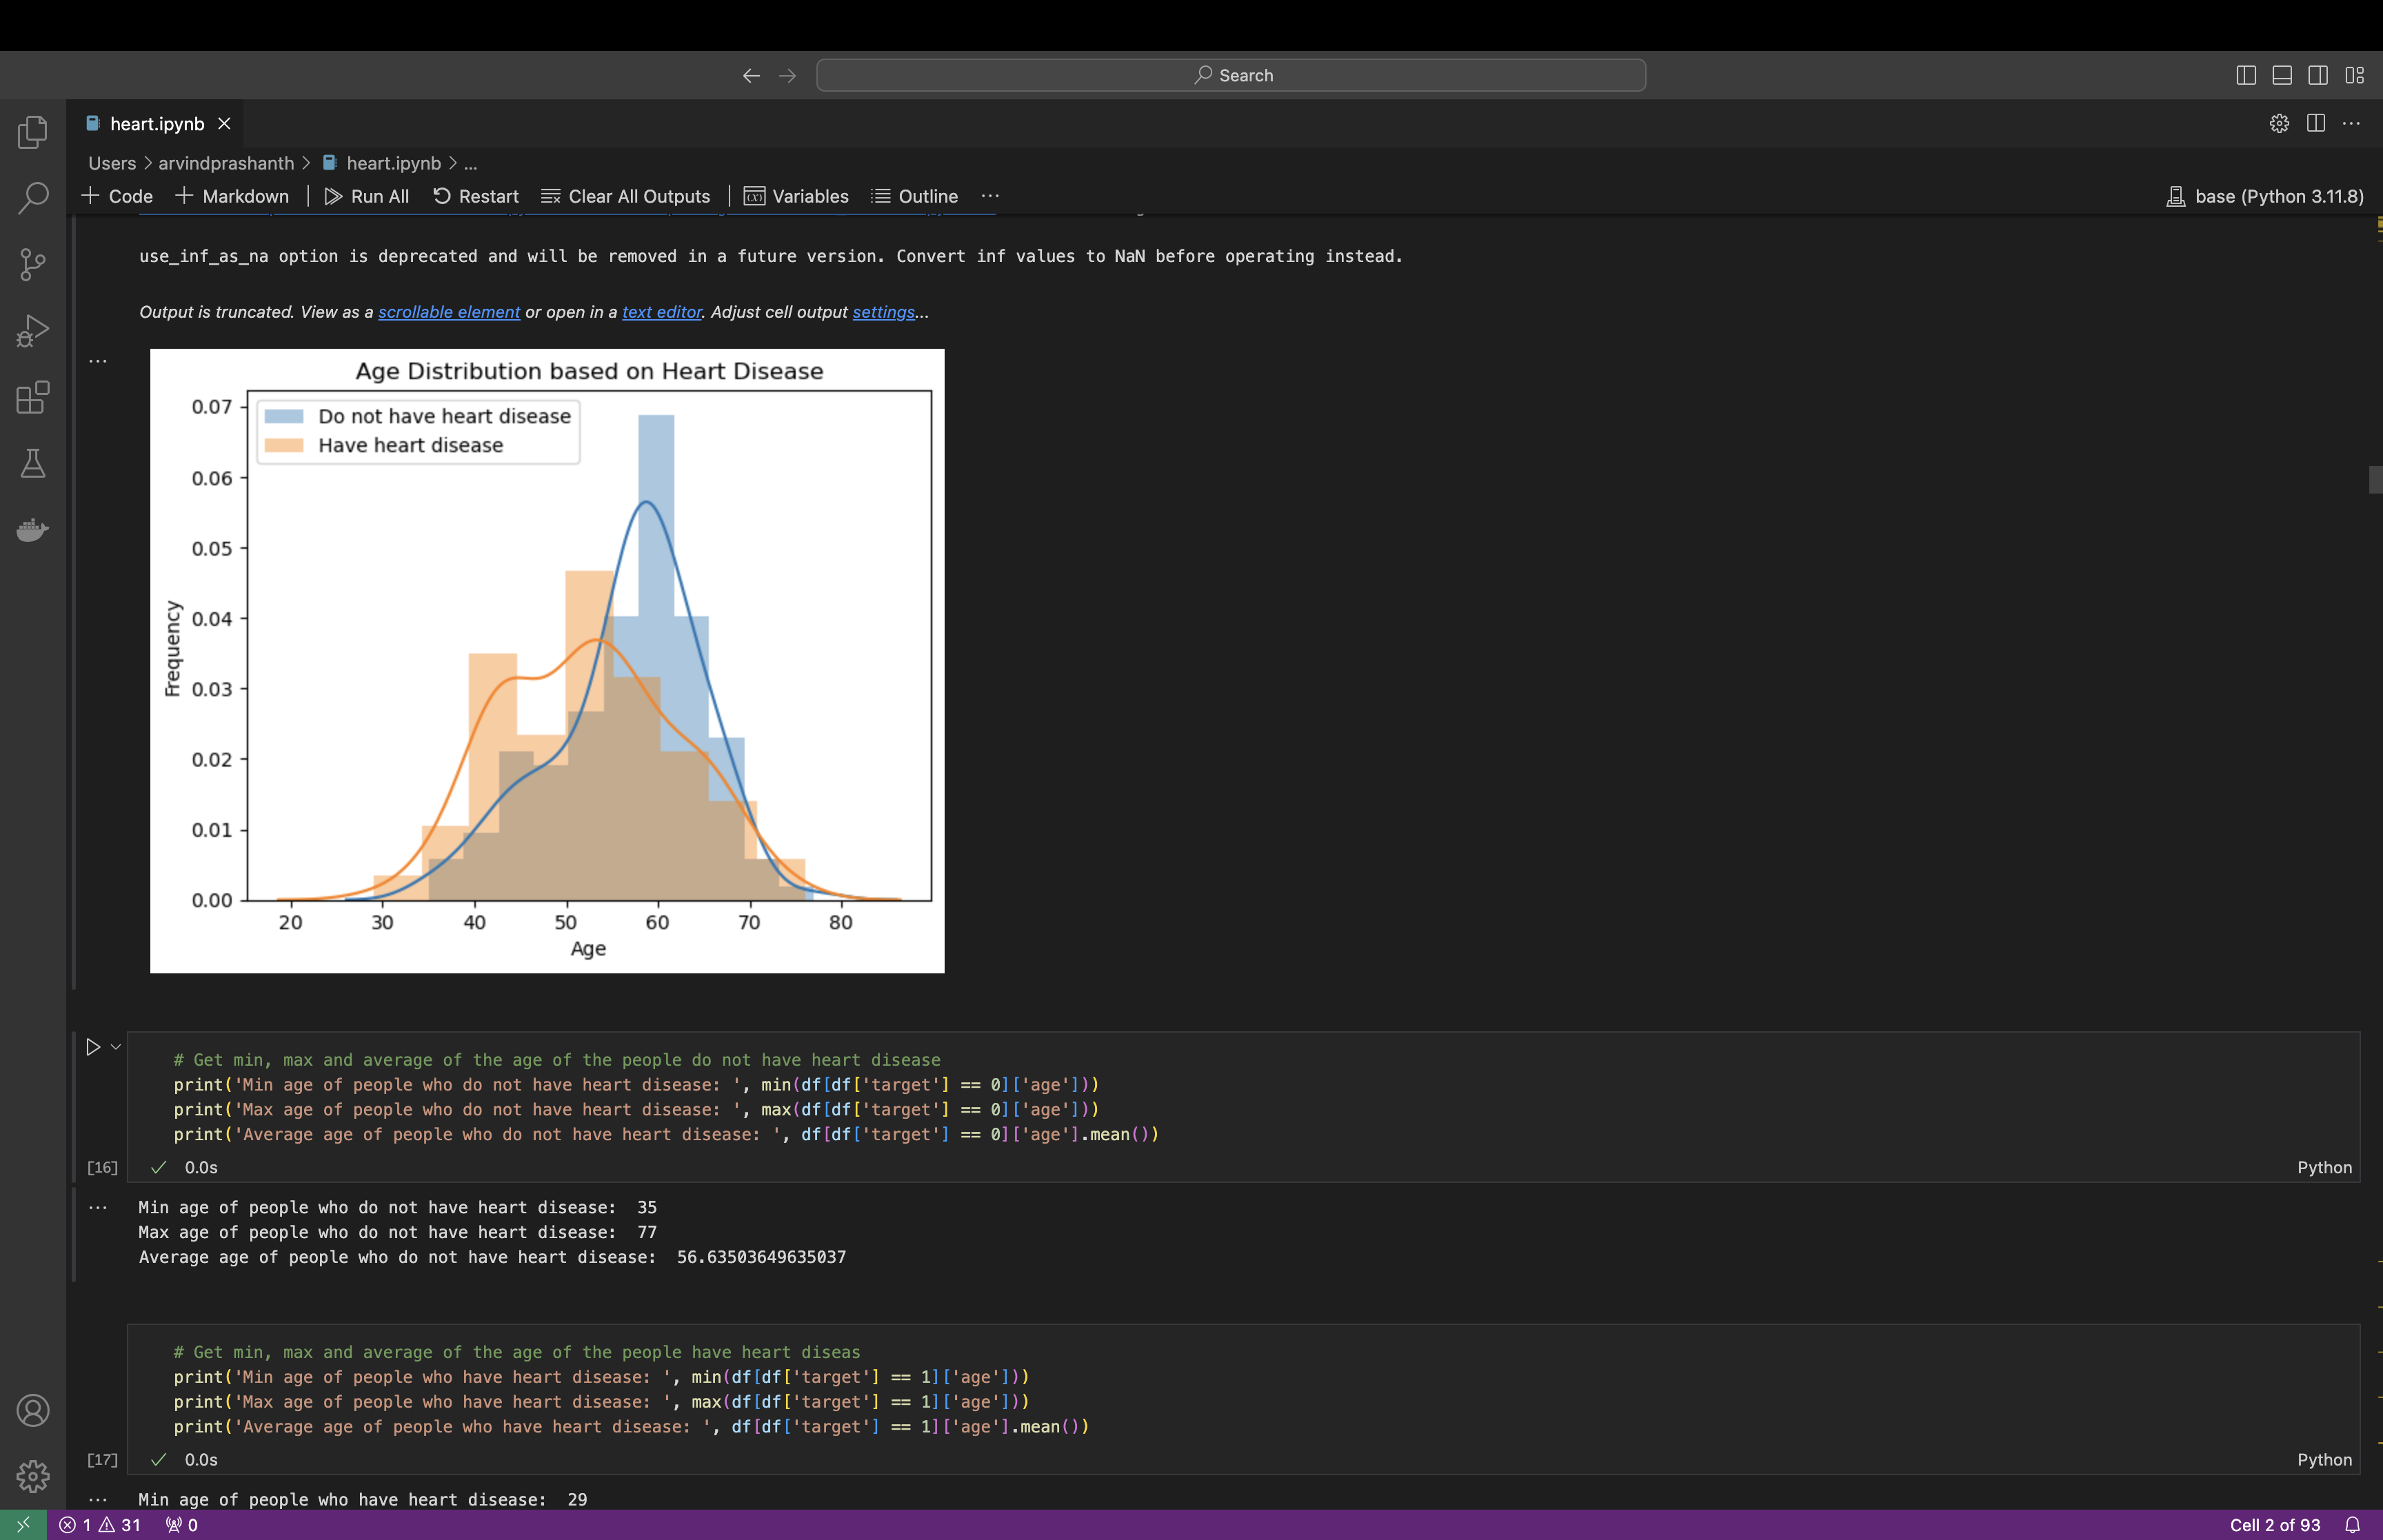 Search
heart.ipynb
Users > arvindprashanth > heart.ipynb > ...
+ Code + Markdown | Run All Restart Clear All Outputs | Variables Outline ... base (Python 3.11.8)
use_inf_as_na option is deprecated and will be removed in a future version. Convert inf values to NaN before operating instead.
Output is truncated. View as a scrollable element or open in a text editor. Adjust cell output settings...
Age Distribution based on Heart Disease
Do not have heart disease
Have heart disease
0.07
0.06
0.05
0.04
0.03
0.02
0.01
0.00
Frequency
20 30 40 50 60 70 80
Age
# Get min, max and average of the age of the people do not have heart disease
print('Min age of people who do not have heart disease: ', min(df[df['target'] == 0]['age']))
print('Max age of people who do not have heart disease: ', max(df[df['target'] == 0]['age']))
print('Average age of people who do not have heart disease: ', df[df['target'] == 0]['age'].mean())
[16] 0.0s Python
Min age of people who do not have heart disease:  35
Max age of people who do not have heart disease:  77
Average age of people who do not have heart disease:  56.63503649635037
# Get min, max and average of the age of the people have heart diseas
print('Min age of people who have heart disease: ', min(df[df['target'] == 1]['age']))
print('Max age of people who have heart disease: ', max(df[df['target'] == 1]['age']))
print('Average age of people who have heart disease: ', df[df['target'] == 1]['age'].mean())
[17] 0.0s Python
Min age of people who have heart disease:  29
1 31 0 Cell 2 of 93